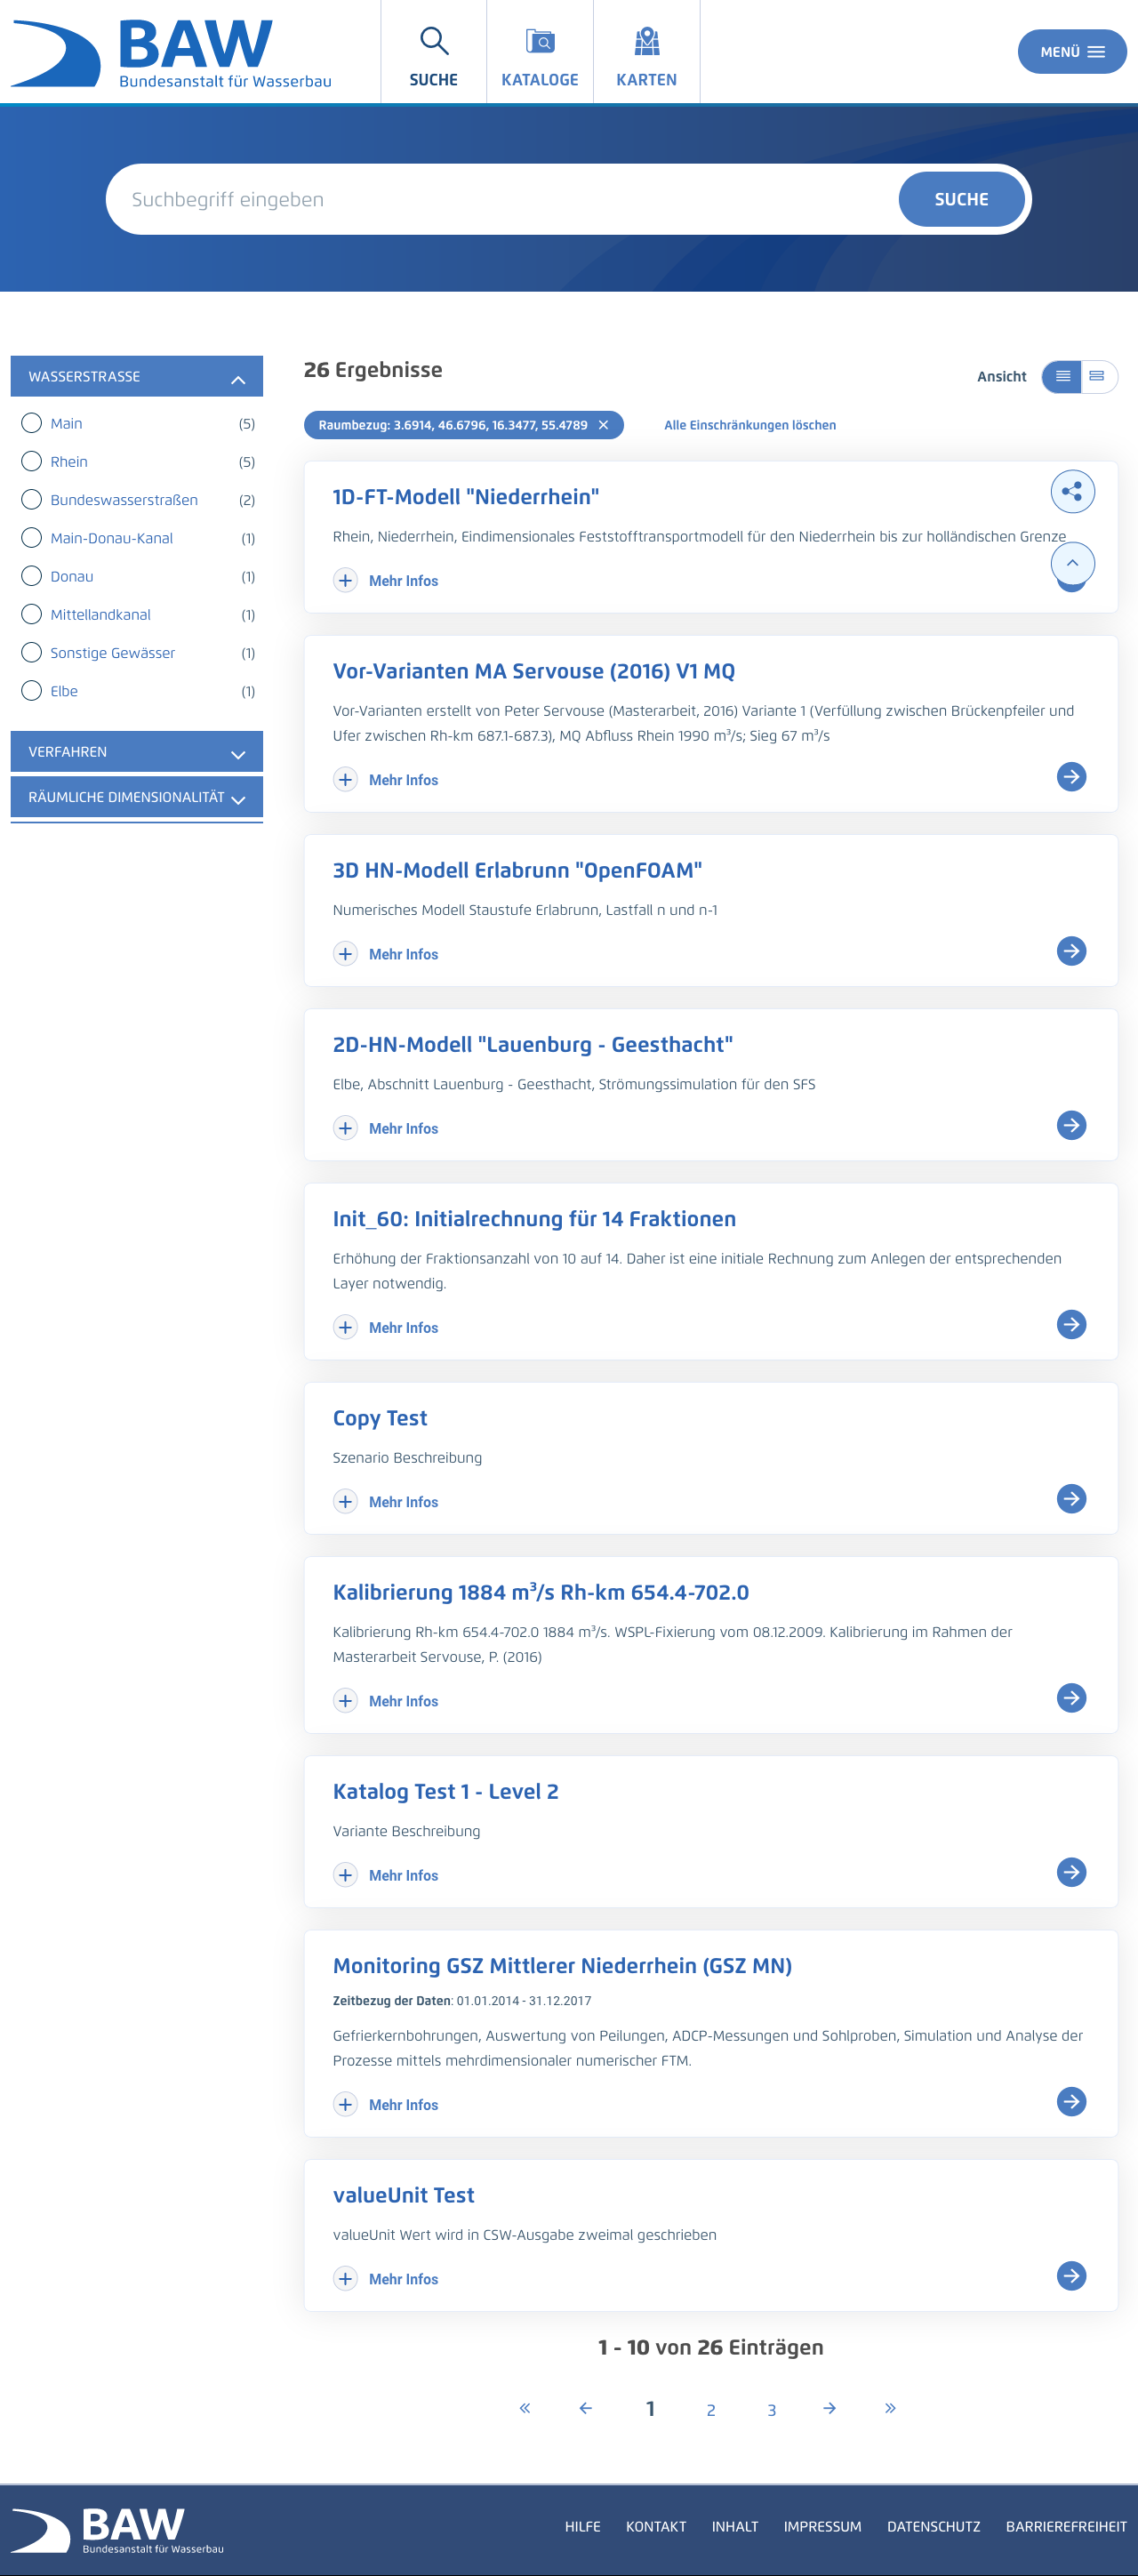 BAW
Bundesanstalt für Wasserbau
SUCHE
KATALOGE
KARTEN
MENÜ
Suchbegriff eingeben
SUCHE
WASSERSTRASSE
Main (5)
Rhein (5)
Bundeswasserstraßen (2)
Main-Donau-Kanal (1)
Donau (1)
Mittellandkanal (1)
Sonstige Gewässer (1)
Elbe (1)
VERFAHREN
RÄUMLICHE DIMENSIONALITÄT
26 Ergebnisse
Ansicht
Raumbezug: 3.6914, 46.6796, 16.3477, 55.4789
Alle Einschränkungen löschen
1D-FT-Modell "Niederrhein"
Rhein, Niederrhein, Eindimensionales Feststofftransportmodell für den Niederrhein bis zur holländischen Grenze
Mehr Infos
Vor-Varianten MA Servouse (2016) V1 MQ
Vor-Varianten erstellt von Peter Servouse (Masterarbeit, 2016) Variante 1 (Verfüllung zwischen Brückenpfeiler und
Ufer zwischen Rh-km 687.1-687.3), MQ Abfluss Rhein 1990 m³/s; Sieg 67 m³/s
Mehr Infos
3D HN-Modell Erlabrunn "OpenFOAM"
Numerisches Modell Staustufe Erlabrunn, Lastfall n und n-1
Mehr Infos
2D-HN-Modell "Lauenburg - Geesthacht"
Elbe, Abschnitt Lauenburg - Geesthacht, Strömungssimulation für den SFS
Mehr Infos
Init_60: Initialrechnung für 14 Fraktionen
Erhöhung der Fraktionsanzahl von 10 auf 14. Daher ist eine initiale Rechnung zum Anlegen der entsprechenden
Layer notwendig.
Mehr Infos
Copy Test
Szenario Beschreibung
Mehr Infos
Kalibrierung 1884 m³/s Rh-km 654.4-702.0
Kalibrierung Rh-km 654.4-702.0 1884 m³/s. WSPL-Fixierung vom 08.12.2009. Kalibrierung im Rahmen der
Masterarbeit Servouse, P. (2016)
Mehr Infos
Katalog Test 1 - Level 2
Variante Beschreibung
Mehr Infos
Monitoring GSZ Mittlerer Niederrhein (GSZ MN)
Zeitbezug der Daten: 01.01.2014 - 31.12.2017
Gefrierkernbohrungen, Auswertung von Peilungen, ADCP-Messungen und Sohlproben, Simulation und Analyse der
Prozesse mittels mehrdimensionaler numerischer FTM.
Mehr Infos
valueUnit Test
valueUnit Wert wird in CSW-Ausgabe zweimal geschrieben
Mehr Infos
1 - 10 von 26 Einträgen
1 2 3
BAW
Bundesanstalt für Wasserbau
HILFE KONTAKT INHALT IMPRESSUM DATENSCHUTZ BARRIEREFREIHEIT